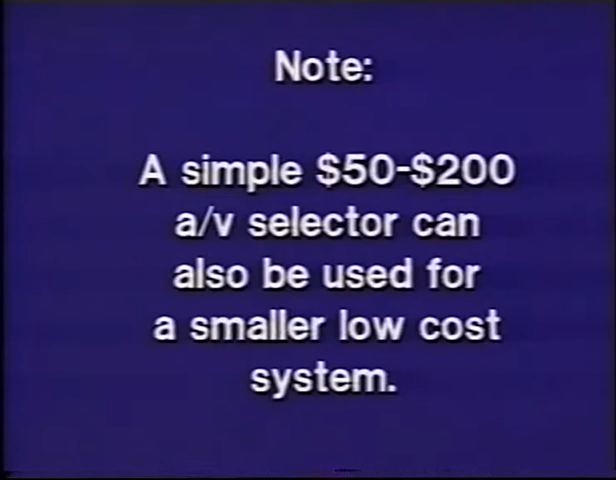 Note:
A simple $50-$200
a/v selector can
also be used for
a smaller low cost
system.